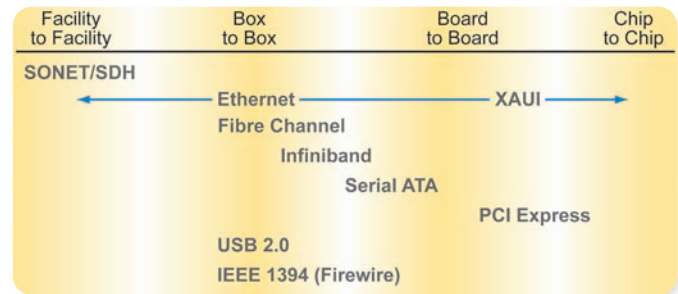 Facility to Facility
Box to Box
Board to Board
Chip to Chip
SONET/SDH
Ethernet XAUI
Fibre Channel
Infiniband
Serial ATA
PCI Express
USB 2.0
IEEE 1394 (Firewire)